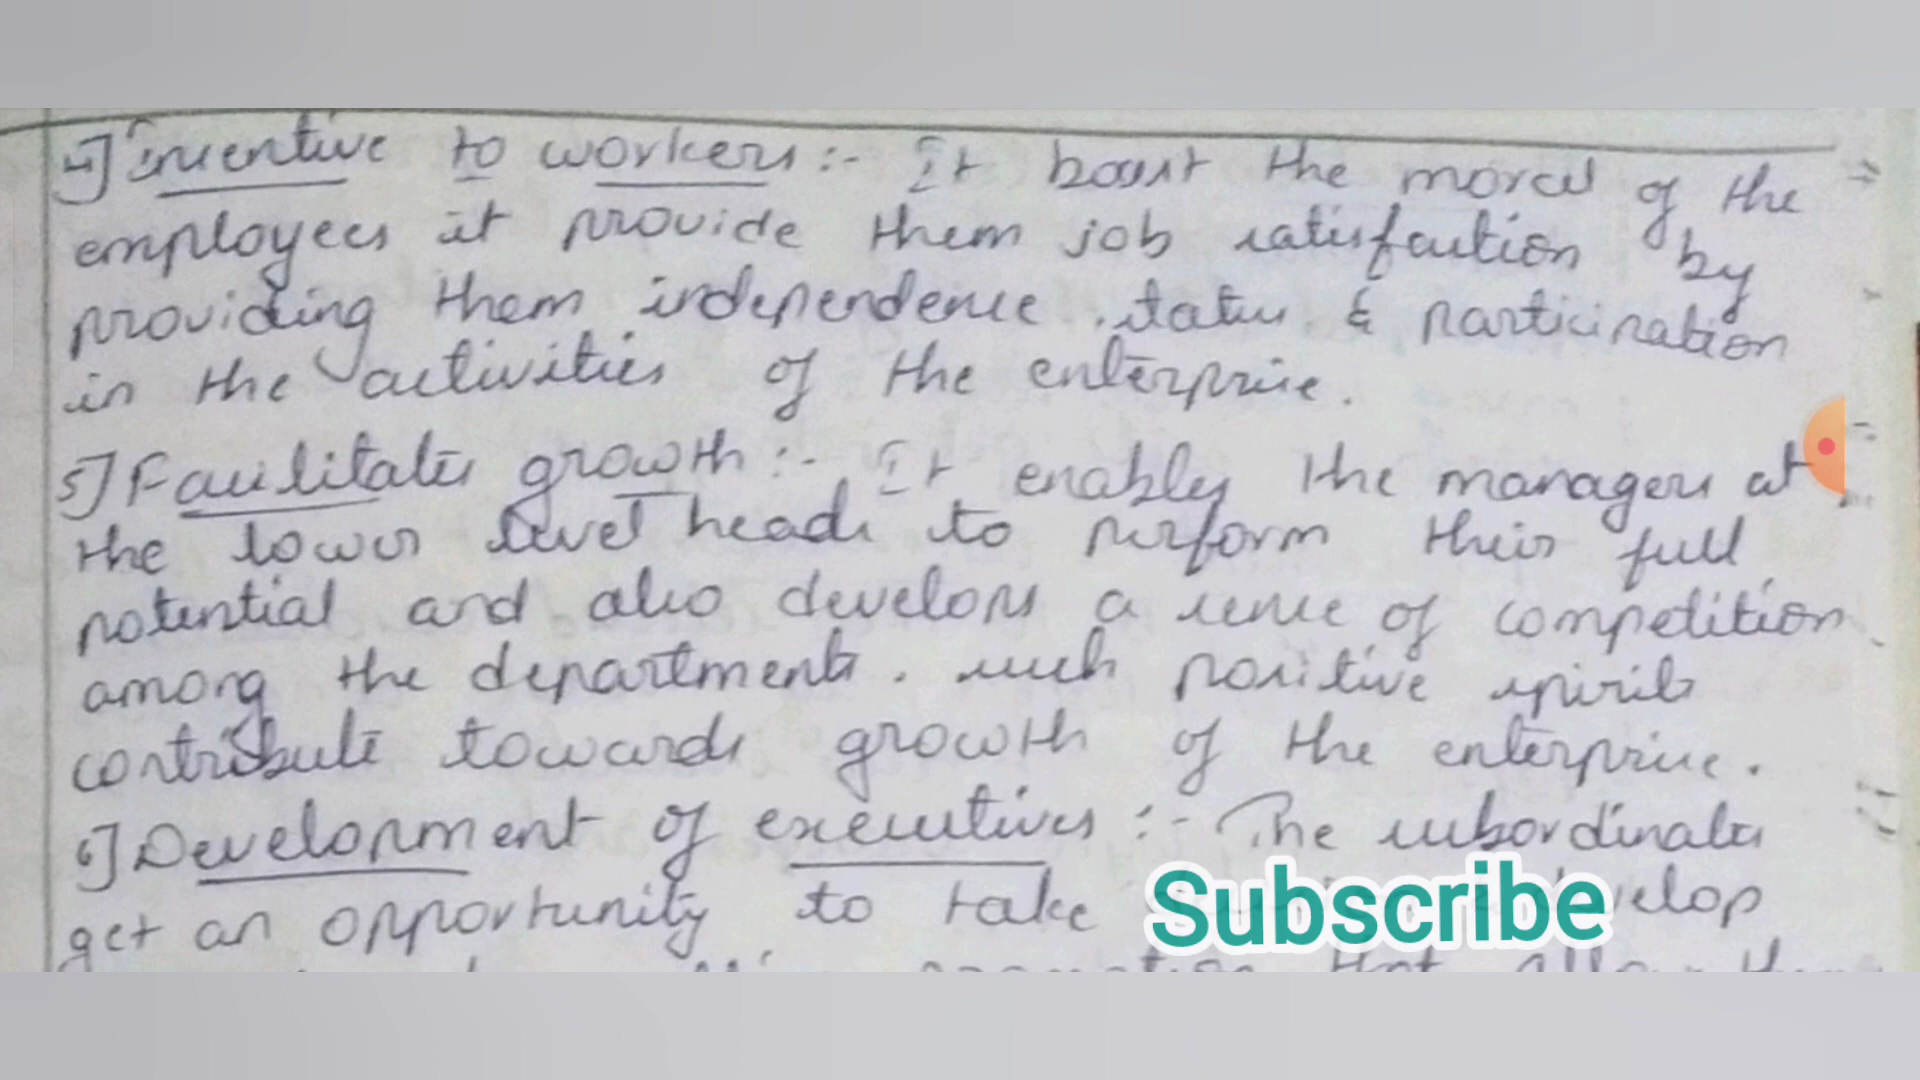 4] Incentive to workers :- It boost the moral of the
employees it provide them job satisfaction by
providing them independence, status & participation
in the activities of the enterprise.
5] Facilitates growth :- It enables the managers at
the lower level heads to perform their full
potential and also develops a sense of competition
among the departments. such positive spirits
contribute towards growth of the enterprise.
6] Development of executives :- The subordinates
get an opportunity to take develop
Subscribe